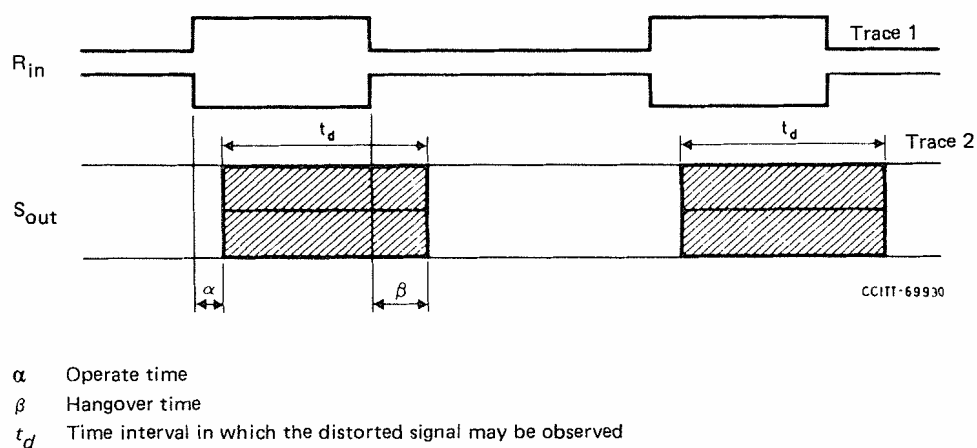 Trace 1
R_in
t_d
t_d
Trace 2
S_out
α
β
CCITT-69930
α Operate time
β Hangover time
t_d Time interval in which the distorted signal may be observed